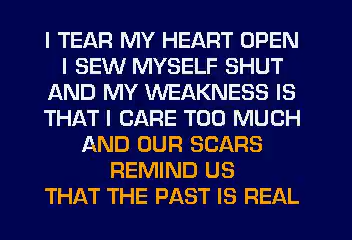 I TEAR MY HEART OPEN
I SEW MYSELF SHUT
AND MY WEAKNESS IS
THAT I CARE TOO MUCH
AND OUR SCARS
REMIND US
THAT THE PAST IS REAL